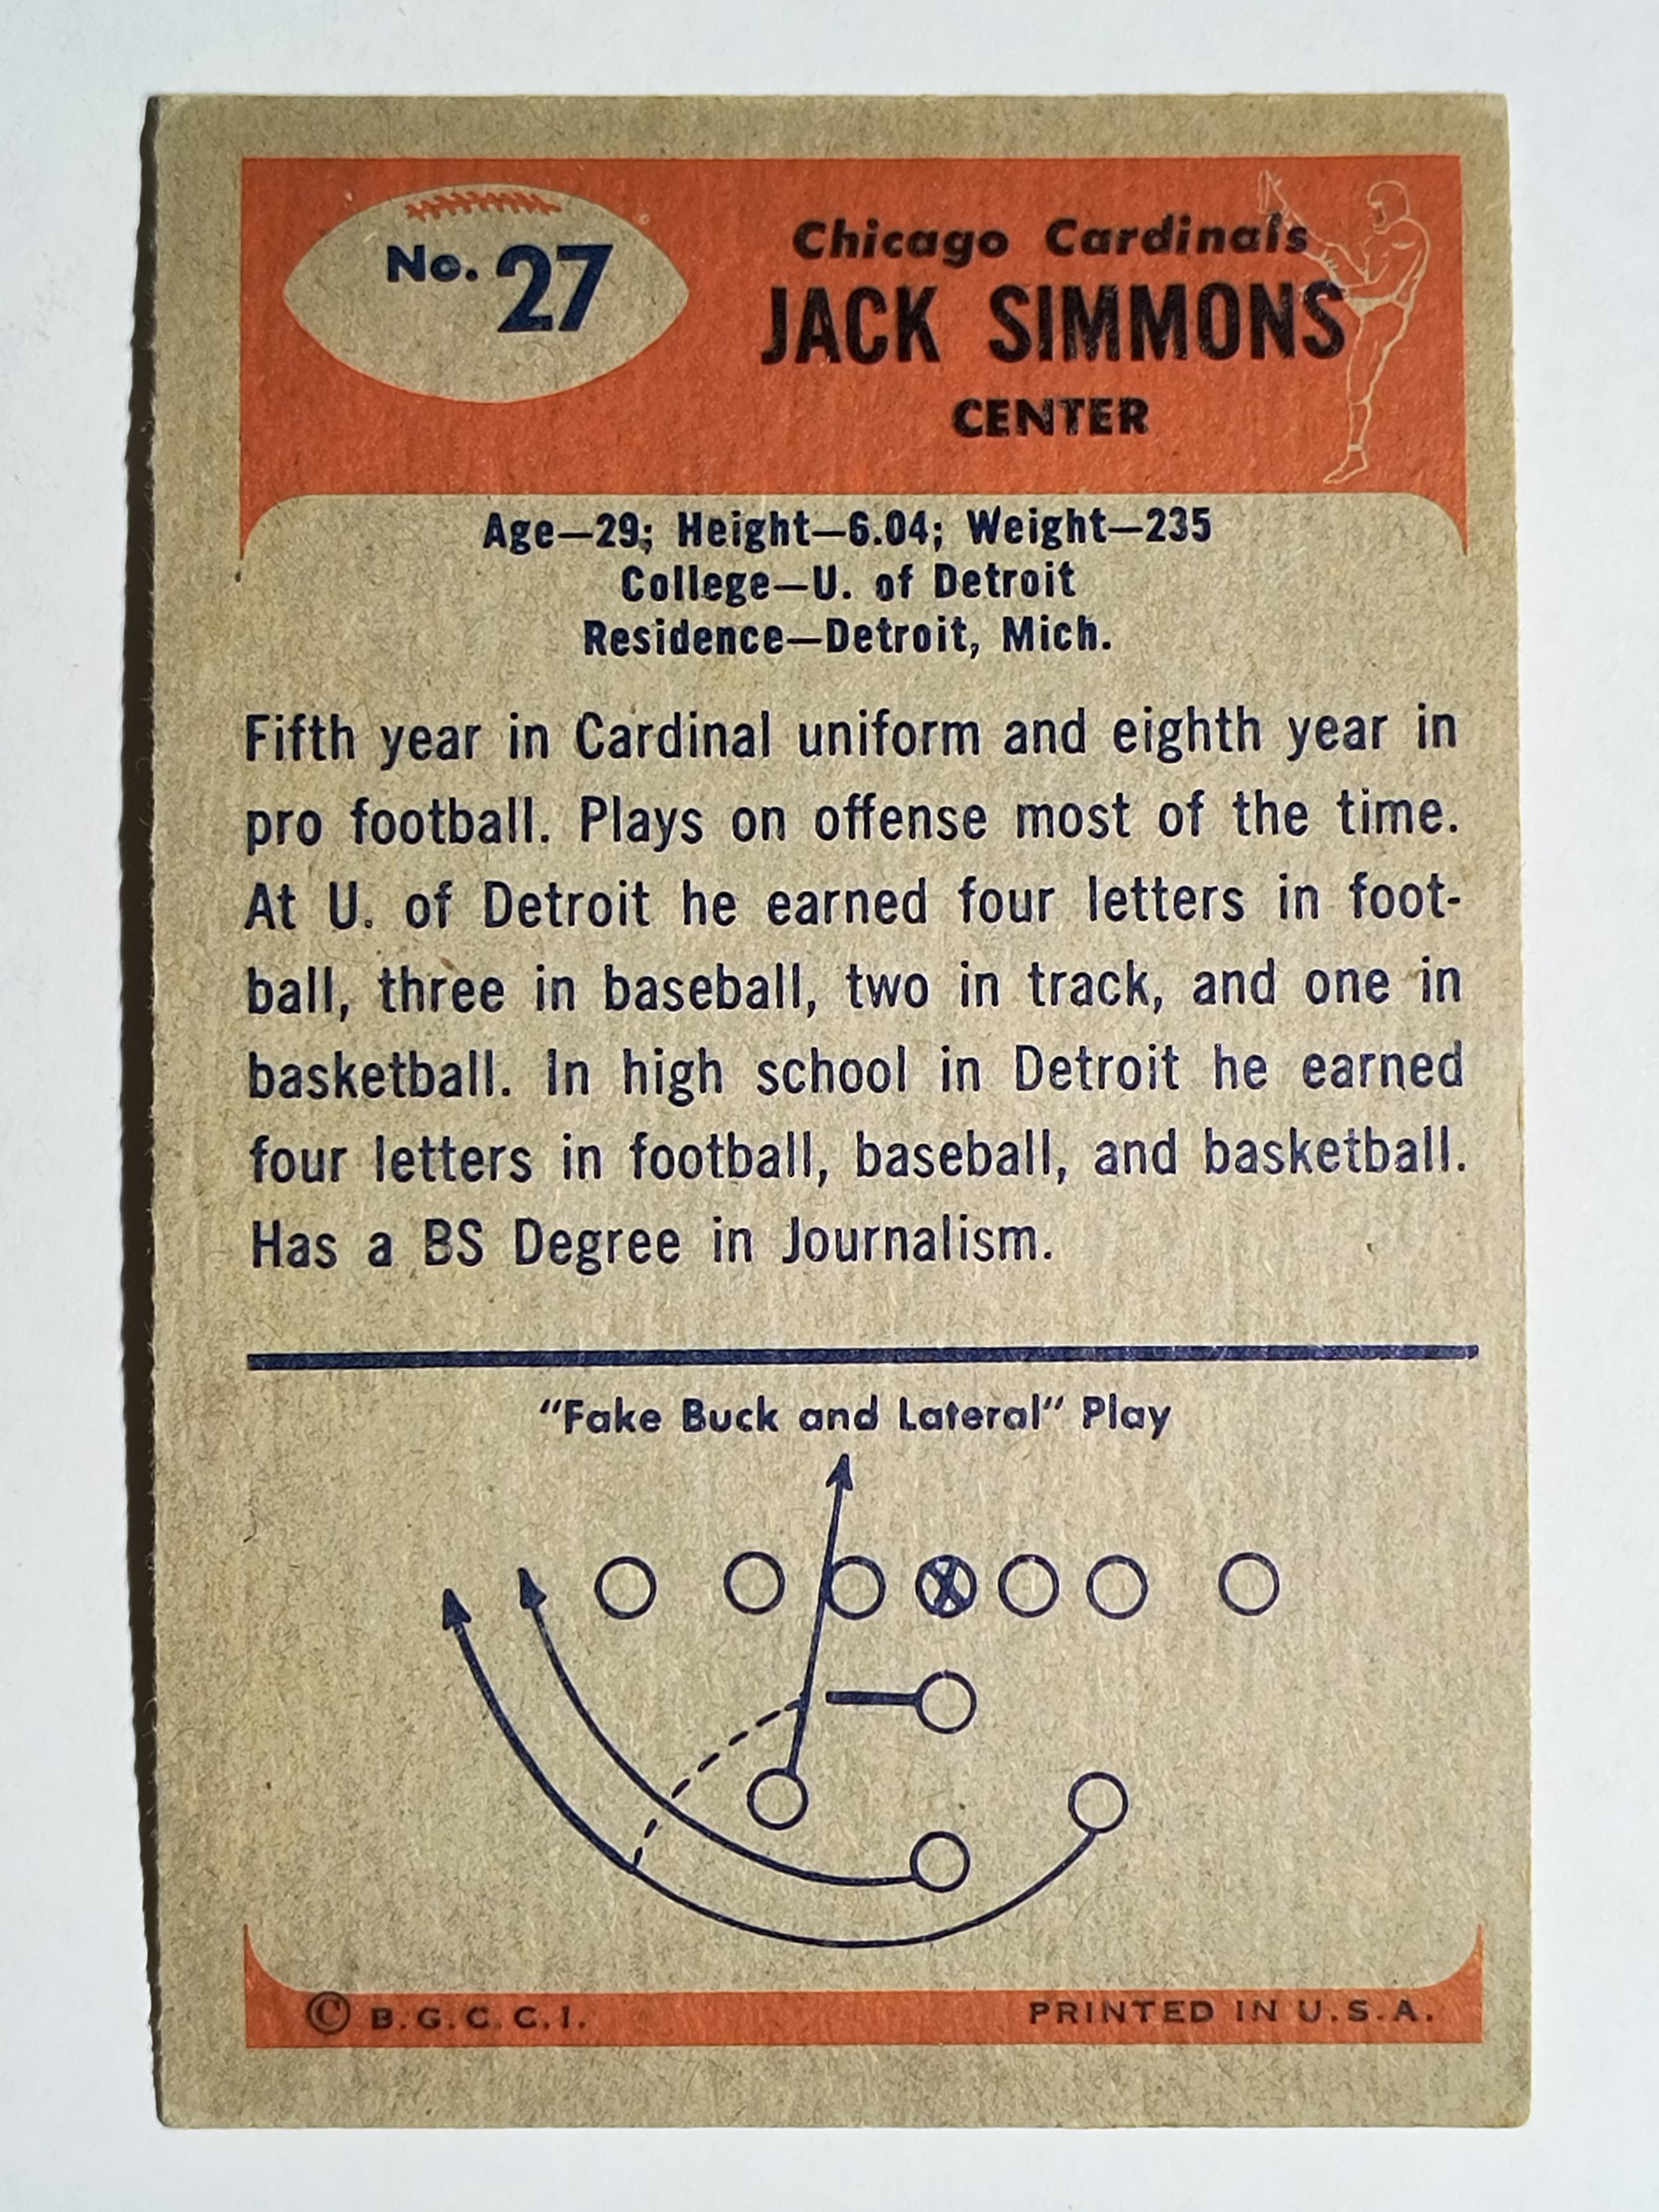 No. 27
Chicago Cardinals
JACK SIMMONS
CENTER
Age—29; Height—6.04; Weight—235
College—U. of Detroit
Residence—Detroit, Mich.
Fifth year in Cardinal uniform and eighth year in
pro football. Plays on offense most of the time.
At U. of Detroit he earned four letters in foot-
ball, three in baseball, two in track, and one in
basketball. In high school in Detroit he earned
four letters in football, baseball, and basketball.
Has a BS Degree in Journalism.
"Fake Buck and Lateral" Play
X
© B.G.C.C.I.
PRINTED IN U.S.A.